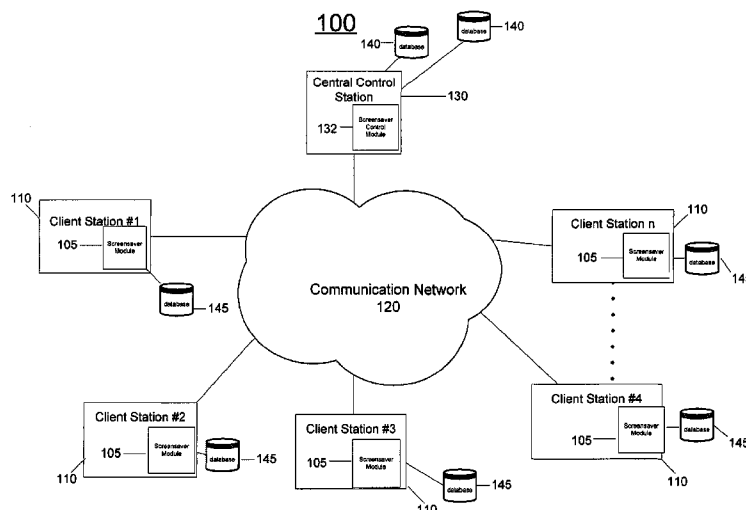 100
database
140
database
140
Central Control
Station
130
132
Screensaver
Control
Module
110
Client Station #1
105
Screensaver
Module
database
145
Communication Network
120
Client Station n
110
105
Screensaver
Module
database
145
Client Station #2
105
Screensaver
Module
database
145
110
Client Station #3
105
Screensaver
Module
database
145
110
Client Station #4
105
Screensaver
Module
database
145
110